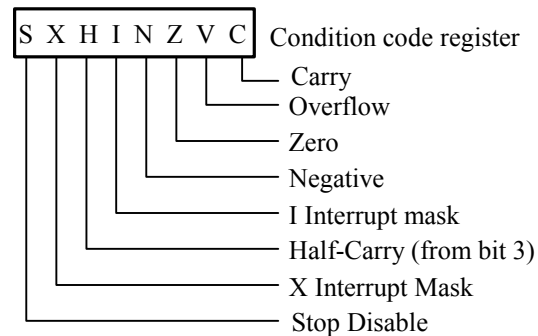 S X H I N Z V C Condition code register
Carry
Overflow
Zero
Negative
I Interrupt mask
Half-Carry (from bit 3)
X Interrupt Mask
Stop Disable